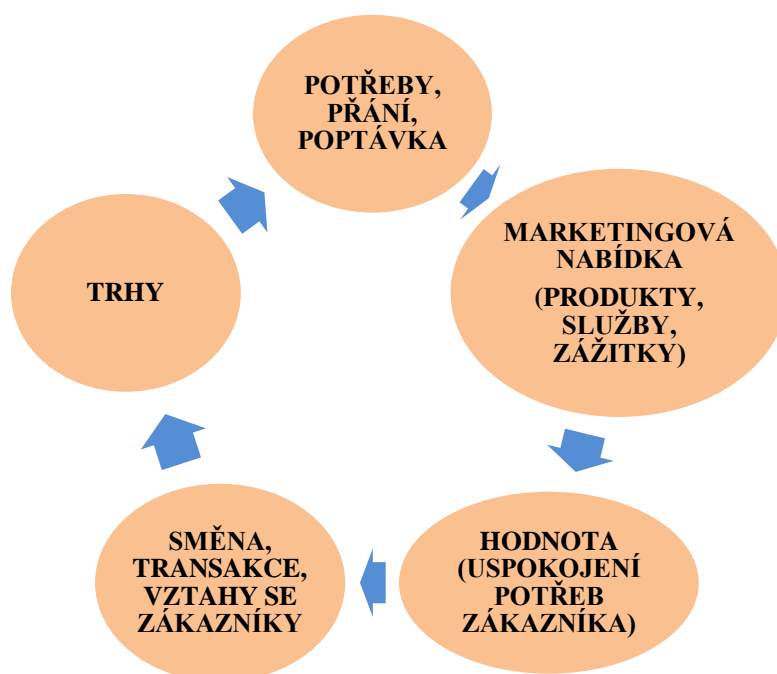 POTŘEBY,
PŘÁNÍ,
POPTÁVKA
MARKETINGOVÁ
NABÍDKA
(PRODUKTY,
SLUŽBY,
ZÁŽITKY)
HODNOTA
(USPOKOJENÍ
POTŘEB
ZÁKAZNÍKA)
SMĚNA,
TRANSAKCE,
VZTAHY SE
ZÁKAZNÍKY
TRHY